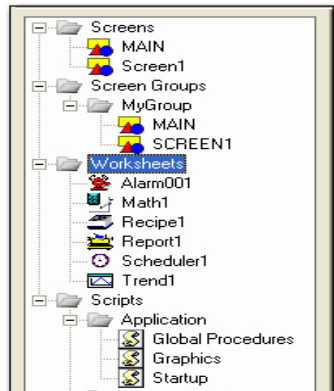 Screens
MAIN
Screen1
Screen Groups
MyGroup
MAIN
SCREEN1
Worksheets
Alarm001
Math1
Recipe1
Report1
Scheduler1
Trend1
Scripts
Application
Global Procedures
Graphics
Startup